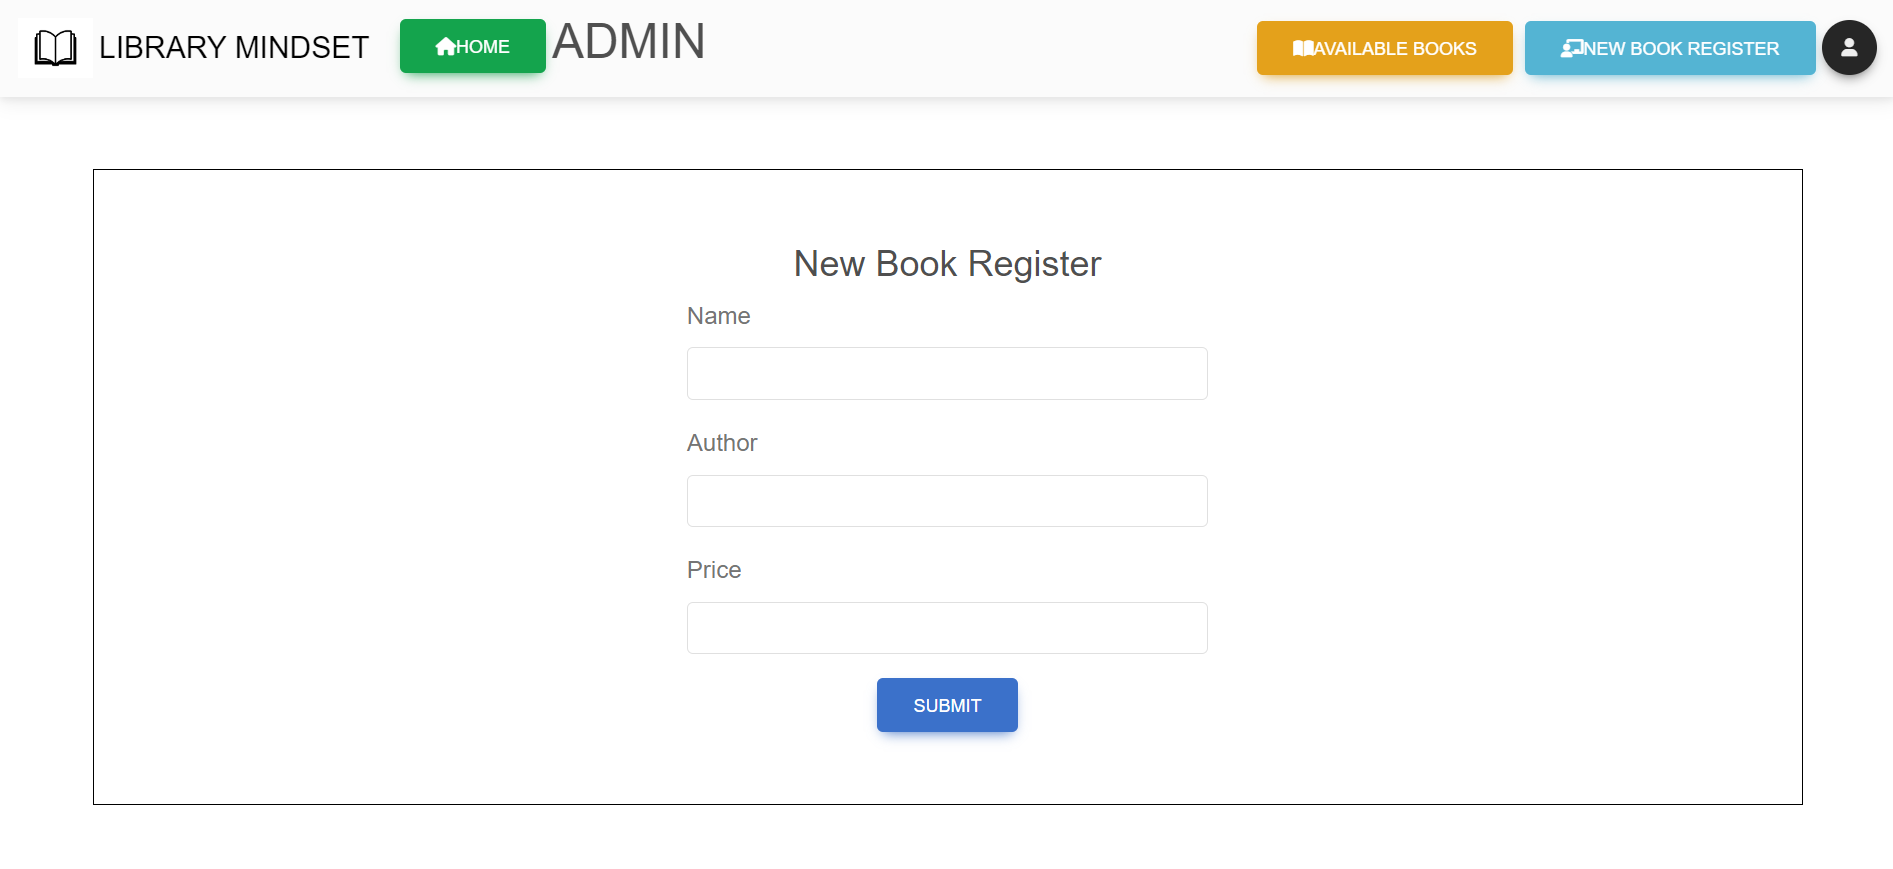 LIBRARY MINDSET HOME ADMIN AVAILABLE BOOKS NEW BOOK REGISTER
New Book Register
Name
Author
Price
SUBMIT